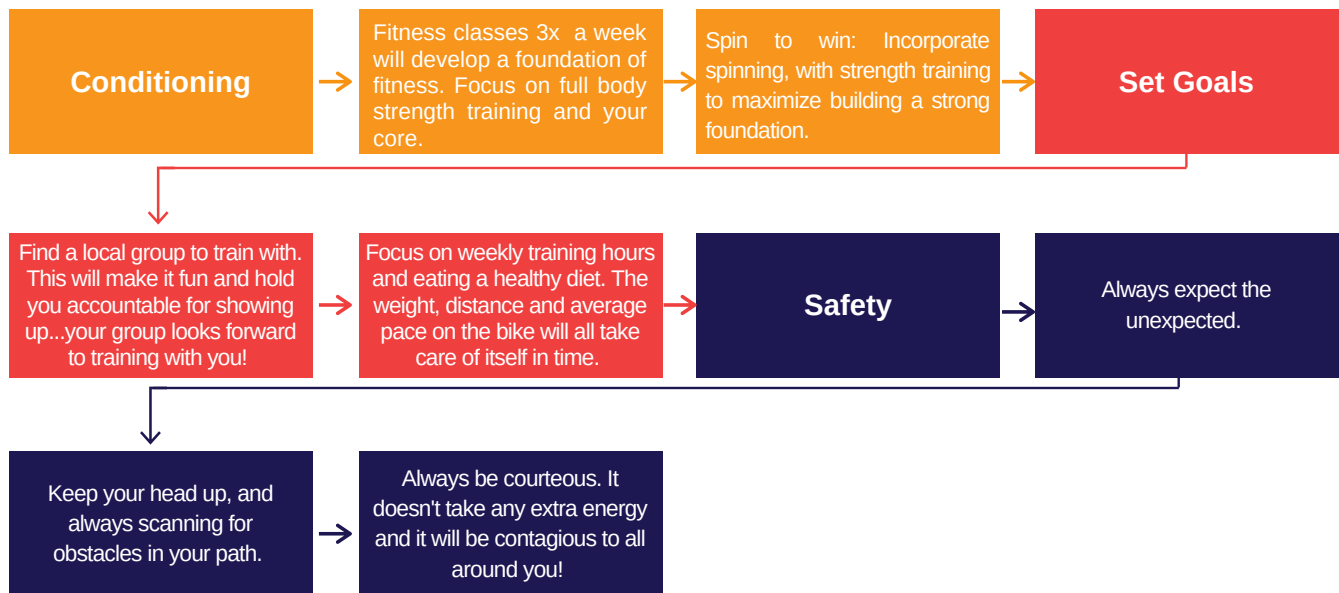 Conditioning
Fitness classes 3x a week
will develop a foundation of
fitness. Focus on full body
strength training and your
core.
Spin to win: Incorporate
spinning, with strength training
to maximize building a strong
foundation.
Set Goals
Find a local group to train with.
This will make it fun and hold
you accountable for showing
up...your group looks forward
to training with you!
Focus on weekly training hours
and eating a healthy diet. The
weight, distance and average
pace on the bike will all take
care of itself in time.
Safety
Always expect the
unexpected.
Keep your head up, and
always scanning for
obstacles in your path.
Always be courteous. It
doesn't take any extra energy
and it will be contagious to all
around you!